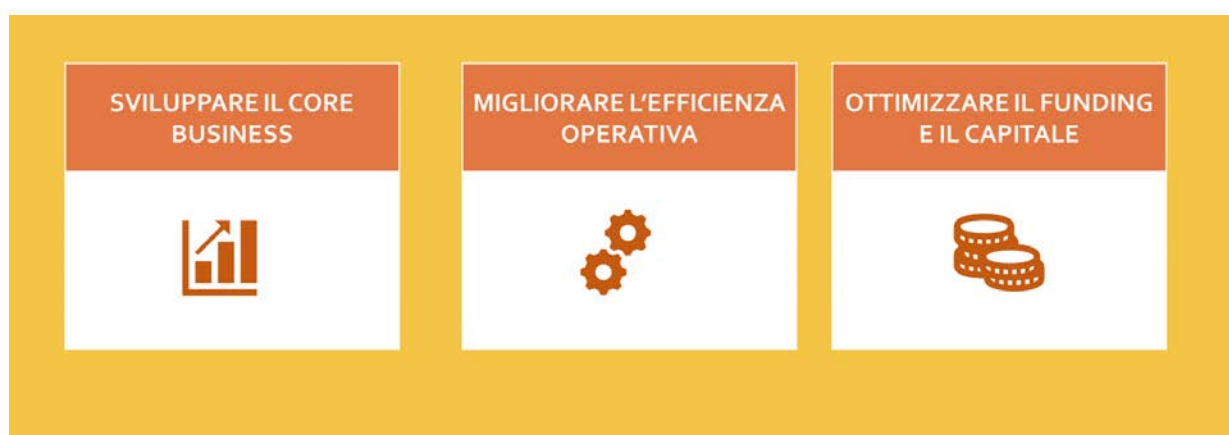 SVILUPPARE IL CORE
BUSINESS
MIGLIORARE L'EFFICIENZA
OPERATIVA
OTTIMIZZARE IL FUNDING
E IL CAPITALE